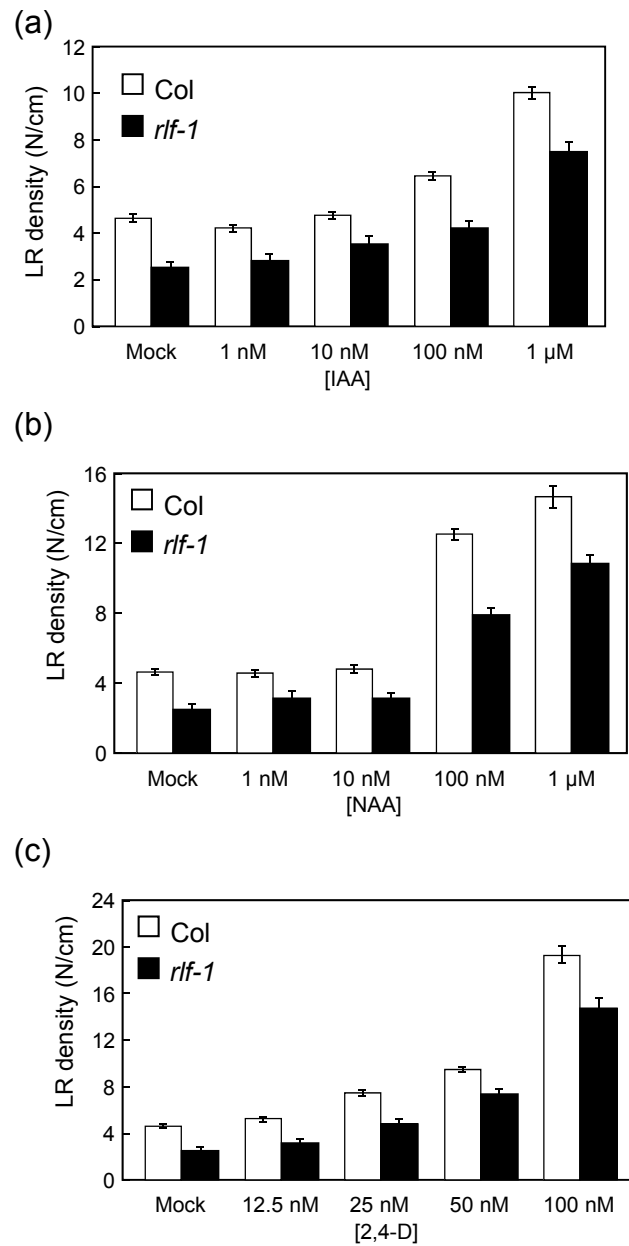 (a)
12
10
8
6
4
2
0
LR density (N/cm)
Col
rlf-1
Mock 1 nM 10 nM 100 nM 1 µM
[IAA]
(b)
16
12
8
4
0
LR density (N/cm)
Col
rlf-1
Mock 1 nM 10 nM 100 nM 1 µM
[NAA]
(c)
24
20
16
12
8
4
0
LR density (N/cm)
Col
rlf-1
Mock 12.5 nM 25 nM 50 nM 100 nM
[2,4-D]